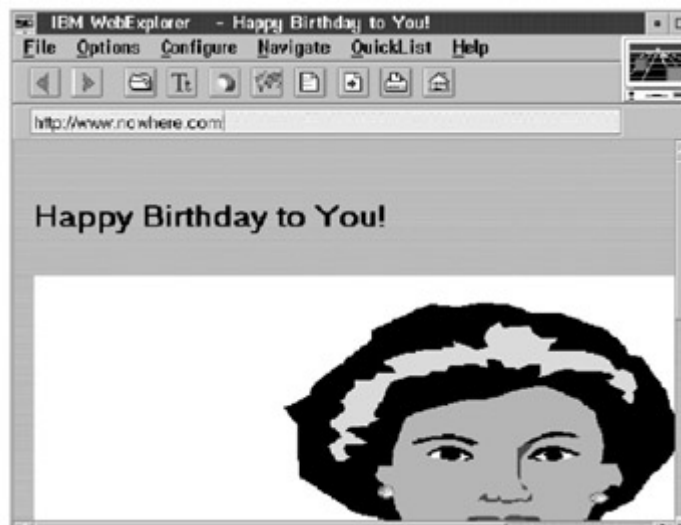 IBM WebExplorer - Happy Birthday to You!
File Options Configure Navigate QuickList Help
Tt
http://www.nowhere.com
Happy Birthday to You!